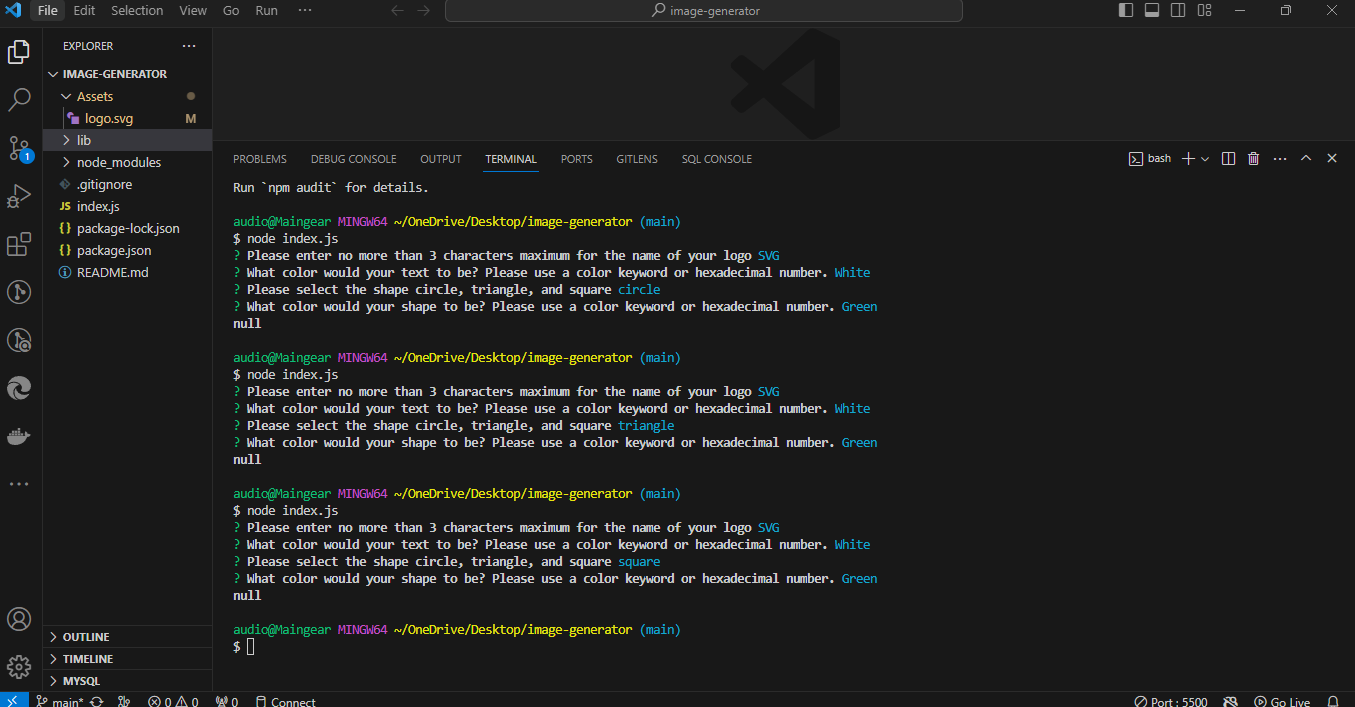 File Edit Selection View Go Run ··· image-generator
EXPLORER ···
IMAGE-GENERATOR
Assets
logo.svg M
lib
node_modules
.gitignore
JS index.js
{} package-lock.json
{} package.json
README.md
OUTLINE
TIMELINE
MYSQL
1
PROBLEMS DEBUG CONSOLE OUTPUT TERMINAL PORTS GITLENS SQL CONSOLE bash
Run `npm audit` for details.
audio@Maingear MINGW64 ~/OneDrive/Desktop/image-generator (main)
$ node index.js
? Please enter no more than 3 characters maximum for the name of your logo SVG
? What color would your text to be? Please use a color keyword or hexadecimal number. White
? Please select the shape circle, triangle, and square circle
? What color would your shape to be? Please use a color keyword or hexadecimal number. Green
null
audio@Maingear MINGW64 ~/OneDrive/Desktop/image-generator (main)
$ node index.js
? Please enter no more than 3 characters maximum for the name of your logo SVG
? What color would your text to be? Please use a color keyword or hexadecimal number. White
? Please select the shape circle, triangle, and square triangle
? What color would your shape to be? Please use a color keyword or hexadecimal number. Green
null
audio@Maingear MINGW64 ~/OneDrive/Desktop/image-generator (main)
$ node index.js
? Please enter no more than 3 characters maximum for the name of your logo SVG
? What color would your text to be? Please use a color keyword or hexadecimal number. White
? Please select the shape circle, triangle, and square square
? What color would your shape to be? Please use a color keyword or hexadecimal number. Green
null
audio@Maingear MINGW64 ~/OneDrive/Desktop/image-generator (main)
$
main* 0 0 0 Connect Port : 5500 Go Live